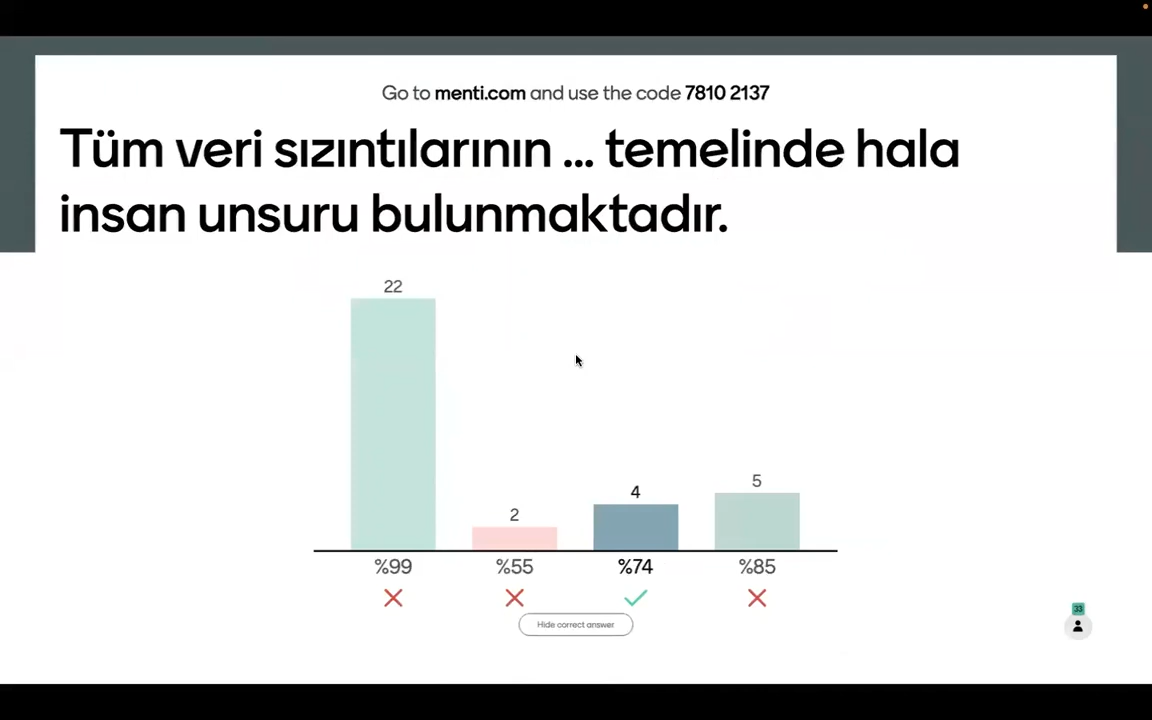 Go to menti.com and use the code 7810 2137
Tüm veri sızıntılarının ... temelinde hala
insan unsuru bulunmaktadır.
22
2
4
5
%99
%55
%74
%85
Hide correct answer
33